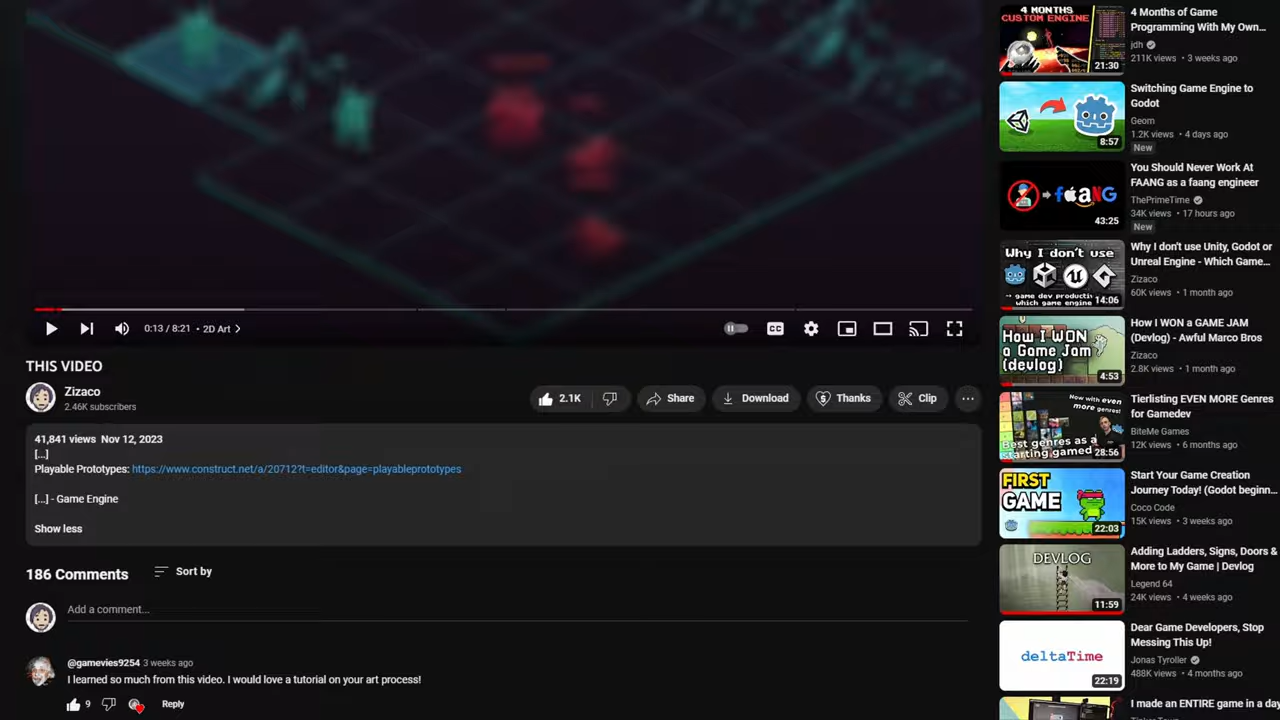 0:13 / 8:21 • 2D Art
THIS VIDEO
Zizaco
2.46K subscribers
2.1K
Share
Download
Thanks
Clip
41,841 views Nov 12, 2023
[...]
Playable Prototypes: https://www.construct.net/a/20712?t=editor&page=playableprototypes
[...] - Game Engine
Show less
186 Comments
Sort by
Add a comment...
@gamevies9254 3 weeks ago
I learned so much from this video. I would love a tutorial on your art process!
Reply
4 MONTHS
CUSTOM ENGINE
21:30
4 Months of Game
Programming With My Own...
jdh
211K views • 3 weeks ago
8:57
Switching Game Engine to
Godot
Geom
1.2K views • 4 days ago
New
faaNG
43:25
You Should Never Work At
FAANG as a faang engineer
ThePrimeTime
34K views • 17 hours ago
New
Why I don't use
→ game dev producti
which game engine
14:06
Why I don't use Unity, Godot or
Unreal Engine - Which Game...
Zizaco
60K views • 1 month ago
How I WON
a Game Jam
(devlog)
4:53
How I WON a GAME JAM
(Devlog) - Awful Marco Bros
Zizaco
2.8K views • 1 month ago
Now with even
more genres!
Best genres as a
starting gamed
28:56
Tierlisting EVEN MORE Genres
for Gamedev
BiteMe Games
12K views • 6 months ago
FIRST
GAME
22:03
Start Your Game Creation
Journey Today! (Godot beginn...
Coco Code
15K views • 3 weeks ago
DEVLOG
11:59
Adding Ladders, Signs, Doors &
More to My Game | Devlog
Legend 64
24K views • 4 weeks ago
deltaTime
22:19
Dear Game Developers, Stop
Messing This Up!
Jonas Tyroller
488K views • 4 months ago
I made an ENTIRE game in a day